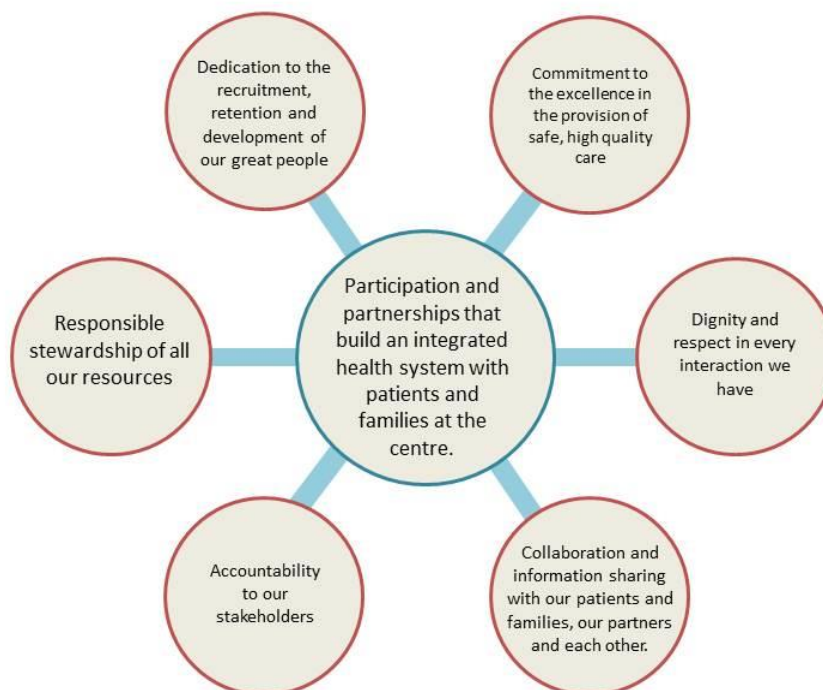 Dedication to the
recruitment,
retention and
development of
our great people
Commitment to
the excellence in
the provision of
safe, high quality
care
Participation and
partnerships that
build an integrated
health system with
patients and
families at the
centre.
Responsible
stewardship of all
our resources
Dignity and
respect in every
interaction we
have
Accountability
to our
stakeholders
Collaboration and
information sharing
with our patients and
families, our partners
and each other.